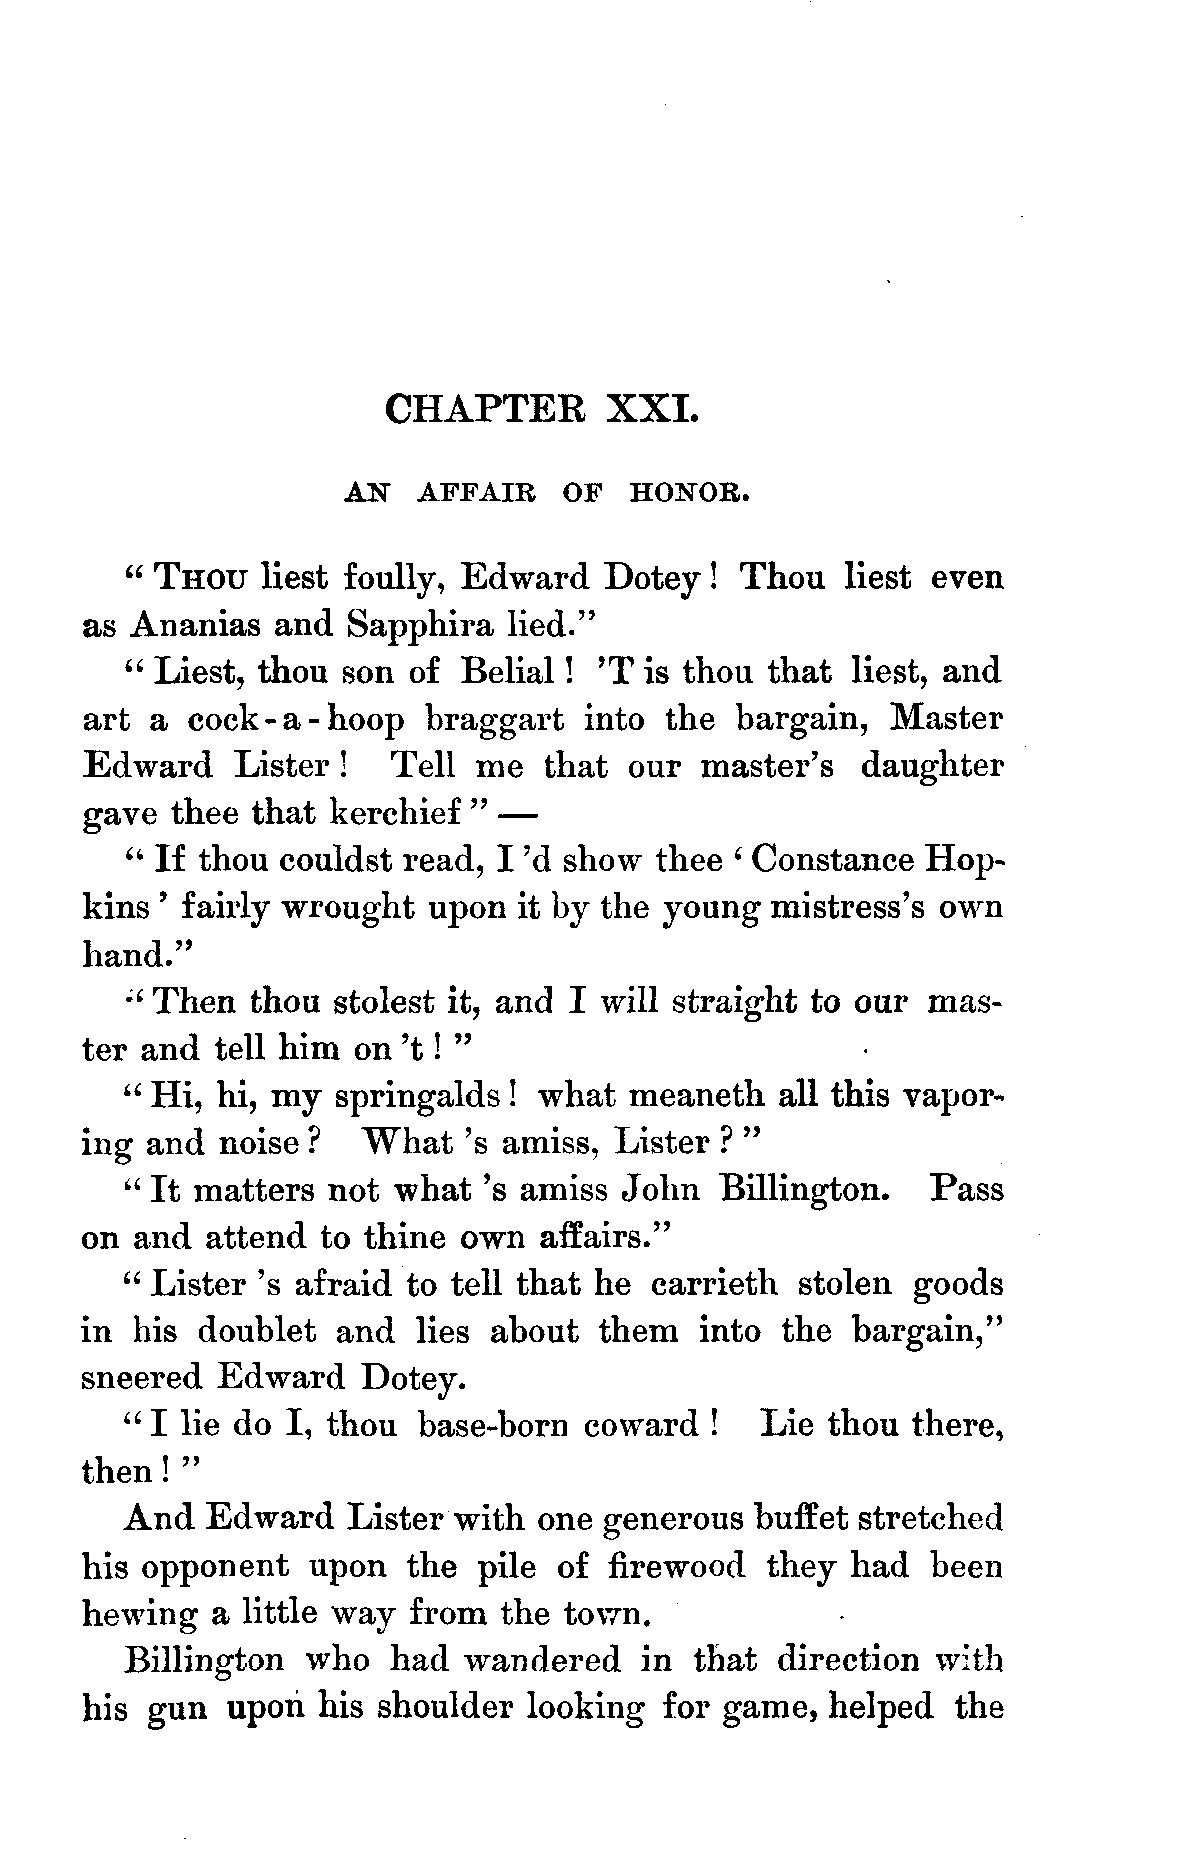 CHAPTER XXI.
AN AFFAIR OF HONOR.
“ THOU liest foully, Edward Dotey ! Thou liest even
as Ananias and Sapphira lied.”
“ Liest, thou son of Belial ! ’T is thou that liest, and
art a cock-a-hoop braggart into the bargain, Master
Edward Lister ! Tell me that our master’s daughter
gave thee that kerchief ” —
“ If thou couldst read, I ’d show thee ‘ Constance Hop-
kins ’ fairly wrought upon it by the young mistress’s own
hand.”
“ Then thou stolest it, and I will straight to our mas-
ter and tell him on ’t ! ”
“ Hi, hi, my springalds ! what meaneth all this vapor-
ing and noise ? What ’s amiss, Lister ? ”
“ It matters not what ’s amiss John Billington. Pass
on and attend to thine own affairs.”
“ Lister ’s afraid to tell that he carrieth stolen goods
in his doublet and lies about them into the bargain,”
sneered Edward Dotey.
“ I lie do I, thou base-born coward ! Lie thou there,
then ! ”
And Edward Lister with one generous buffet stretched
his opponent upon the pile of firewood they had been
hewing a little way from the town.
Billington who had wandered in that direction with
his gun upon his shoulder looking for game, helped the